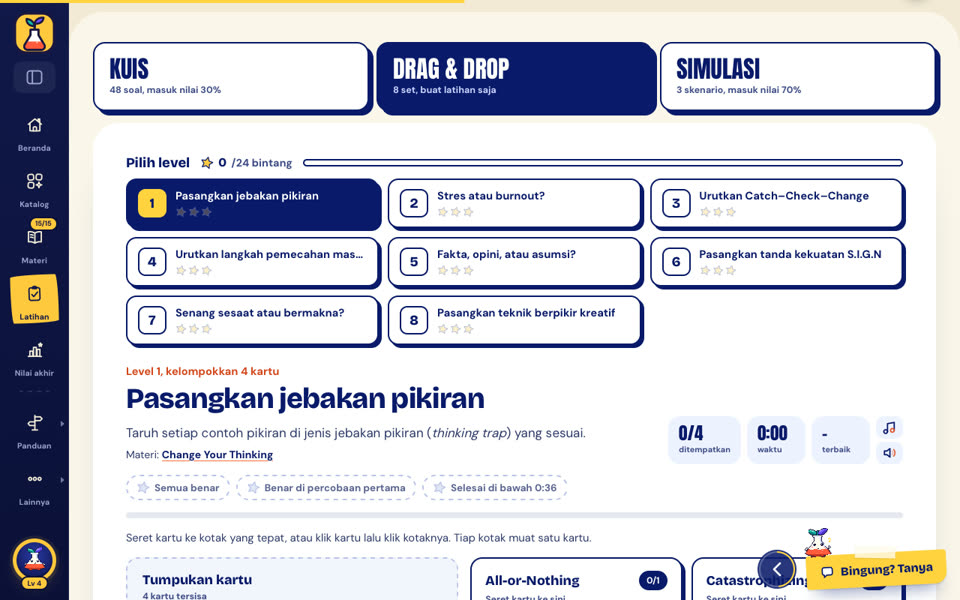 KUIS
48 soal, masuk nilai 30%
DRAG & DROP
8 set, buat latihan saja
SIMULASI
3 skenario, masuk nilai 70%
Beranda
Katalog
15/15
Materi
Latihan
Nilai akhir
Panduan
Lainnya
Lv 4
Pilih level
0 /24 bintang
1
Pasangkan jebakan pikiran
2
Stres atau burnout?
3
Urutkan Catch–Check–Change
4
Urutkan langkah pemecahan mas...
5
Fakta, opini, atau asumsi?
6
Pasangkan tanda kekuatan S.I.G.N
7
Senang sesaat atau bermakna?
8
Pasangkan teknik berpikir kreatif
Level 1, kelompokkan 4 kartu
Pasangkan jebakan pikiran
Taruh setiap contoh pikiran di jenis jebakan pikiran (thinking trap) yang sesuai.
Materi: Change Your Thinking
0/4
ditempatkan
0:00
waktu
-
terbaik
Semua benar
Benar di percobaan pertama
Selesai di bawah 0:36
Seret kartu ke kotak yang tepat, atau klik kartu lalu klik kotaknya. Tiap kotak muat satu kartu.
Tumpukan kartu
4 kartu tersisa
All-or-Nothing
0/1
Seret kartu ke sini
Catastrophizing
Seret kartu ke sini
Bingung? Tanya